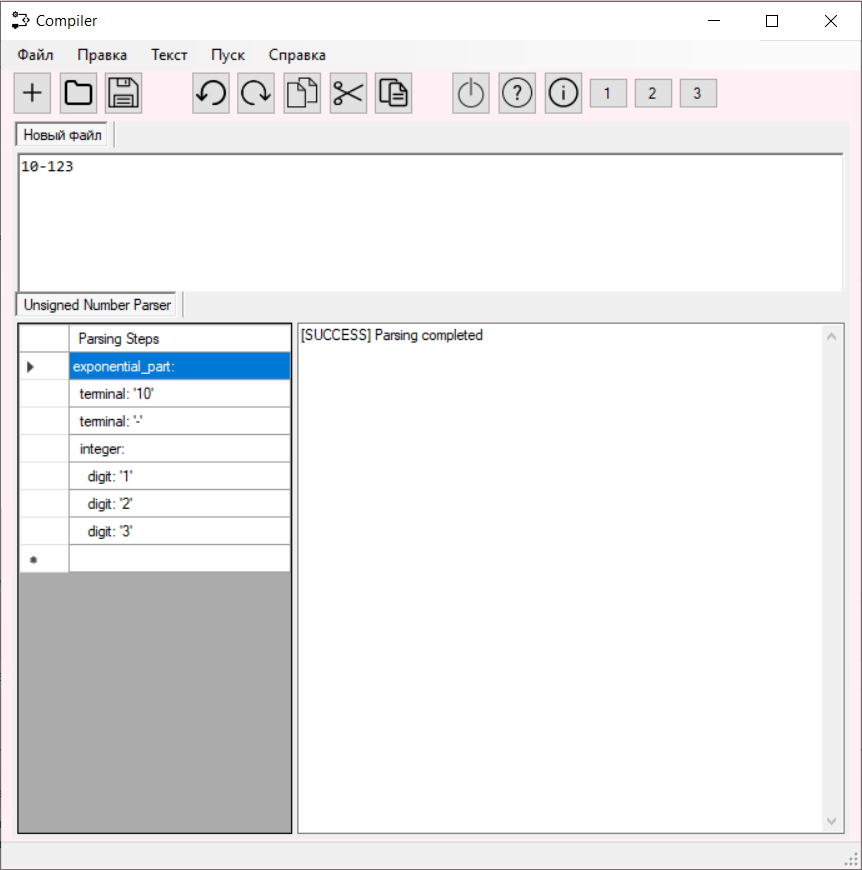 Compiler
Файл Правка Текст Пуск Справка
1 2 3
Новый файл
10-123
Unsigned Number Parser
Parsing Steps
exponential_part:
terminal: '10'
terminal: '-'
integer:
digit: '1'
digit: '2'
digit: '3'
[SUCCESS] Parsing completed